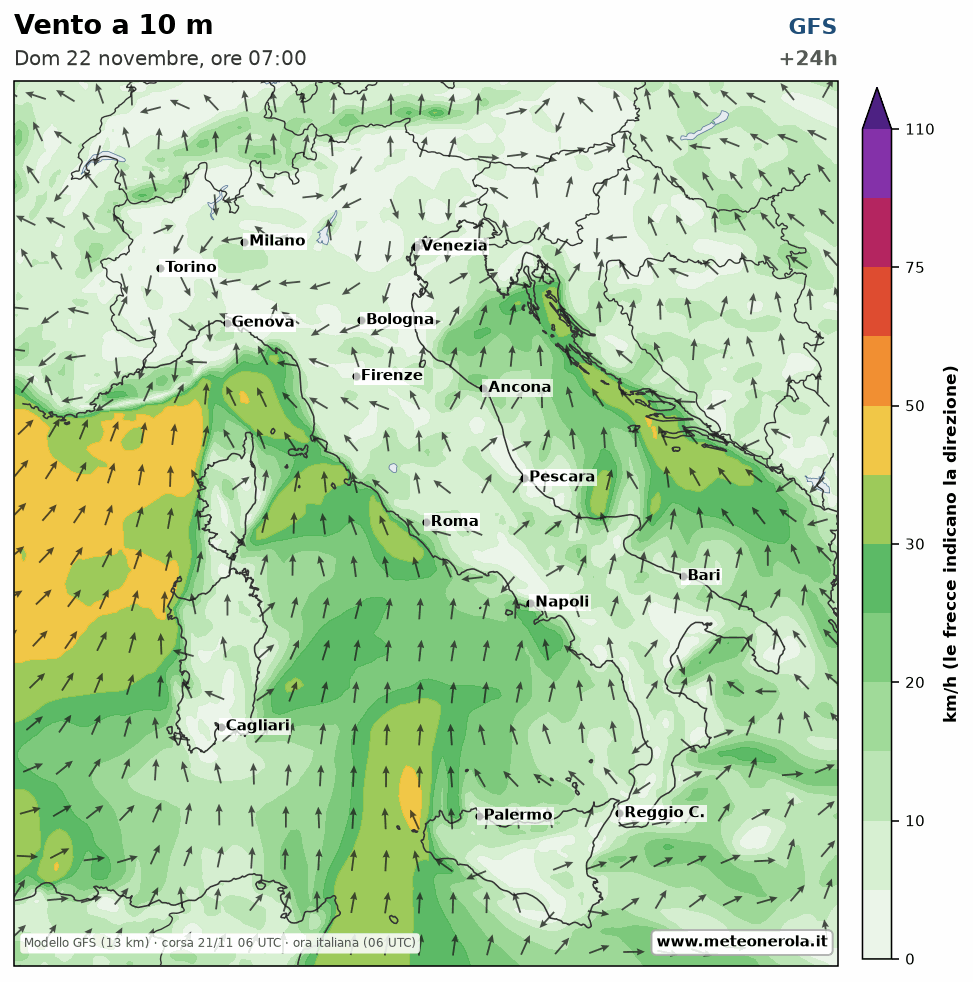 Vento a 10 m
GFS
Dom 22 novembre, ore 07:00
+24h
110
75
50
30
20
10
0
km/h (le frecce indicano la direzione)
Milano
Venezia
Torino
Genova
Bologna
Firenze
Ancona
Pescara
Roma
Bari
Napoli
Cagliari
Palermo
Reggio C.
Modello GFS (13 km) · corsa 21/11 06 UTC · ora italiana (06 UTC)
www.meteonerola.it